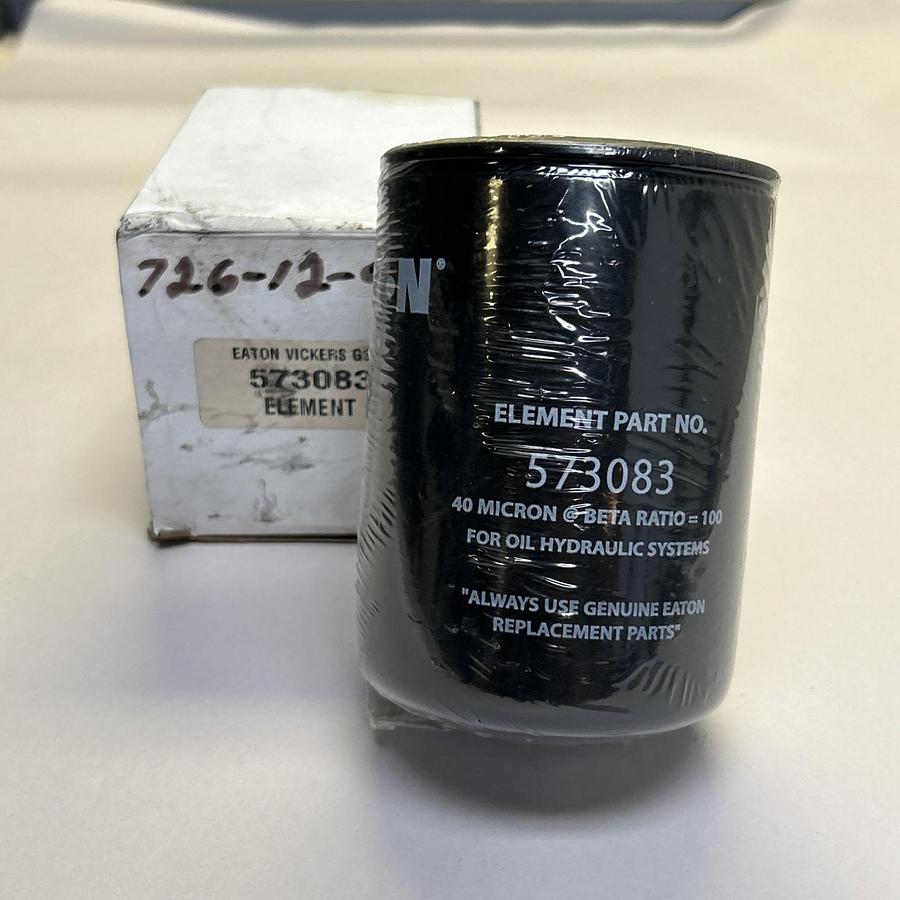 726-12-
EATON VICKERS
573083
ELEMENT
N®
ELEMENT PART NO.
573083
40 MICRON @ BETA RATIO = 100
FOR OIL HYDRAULIC SYSTEMS
"ALWAYS USE GENUINE EATON
REPLACEMENT PARTS"